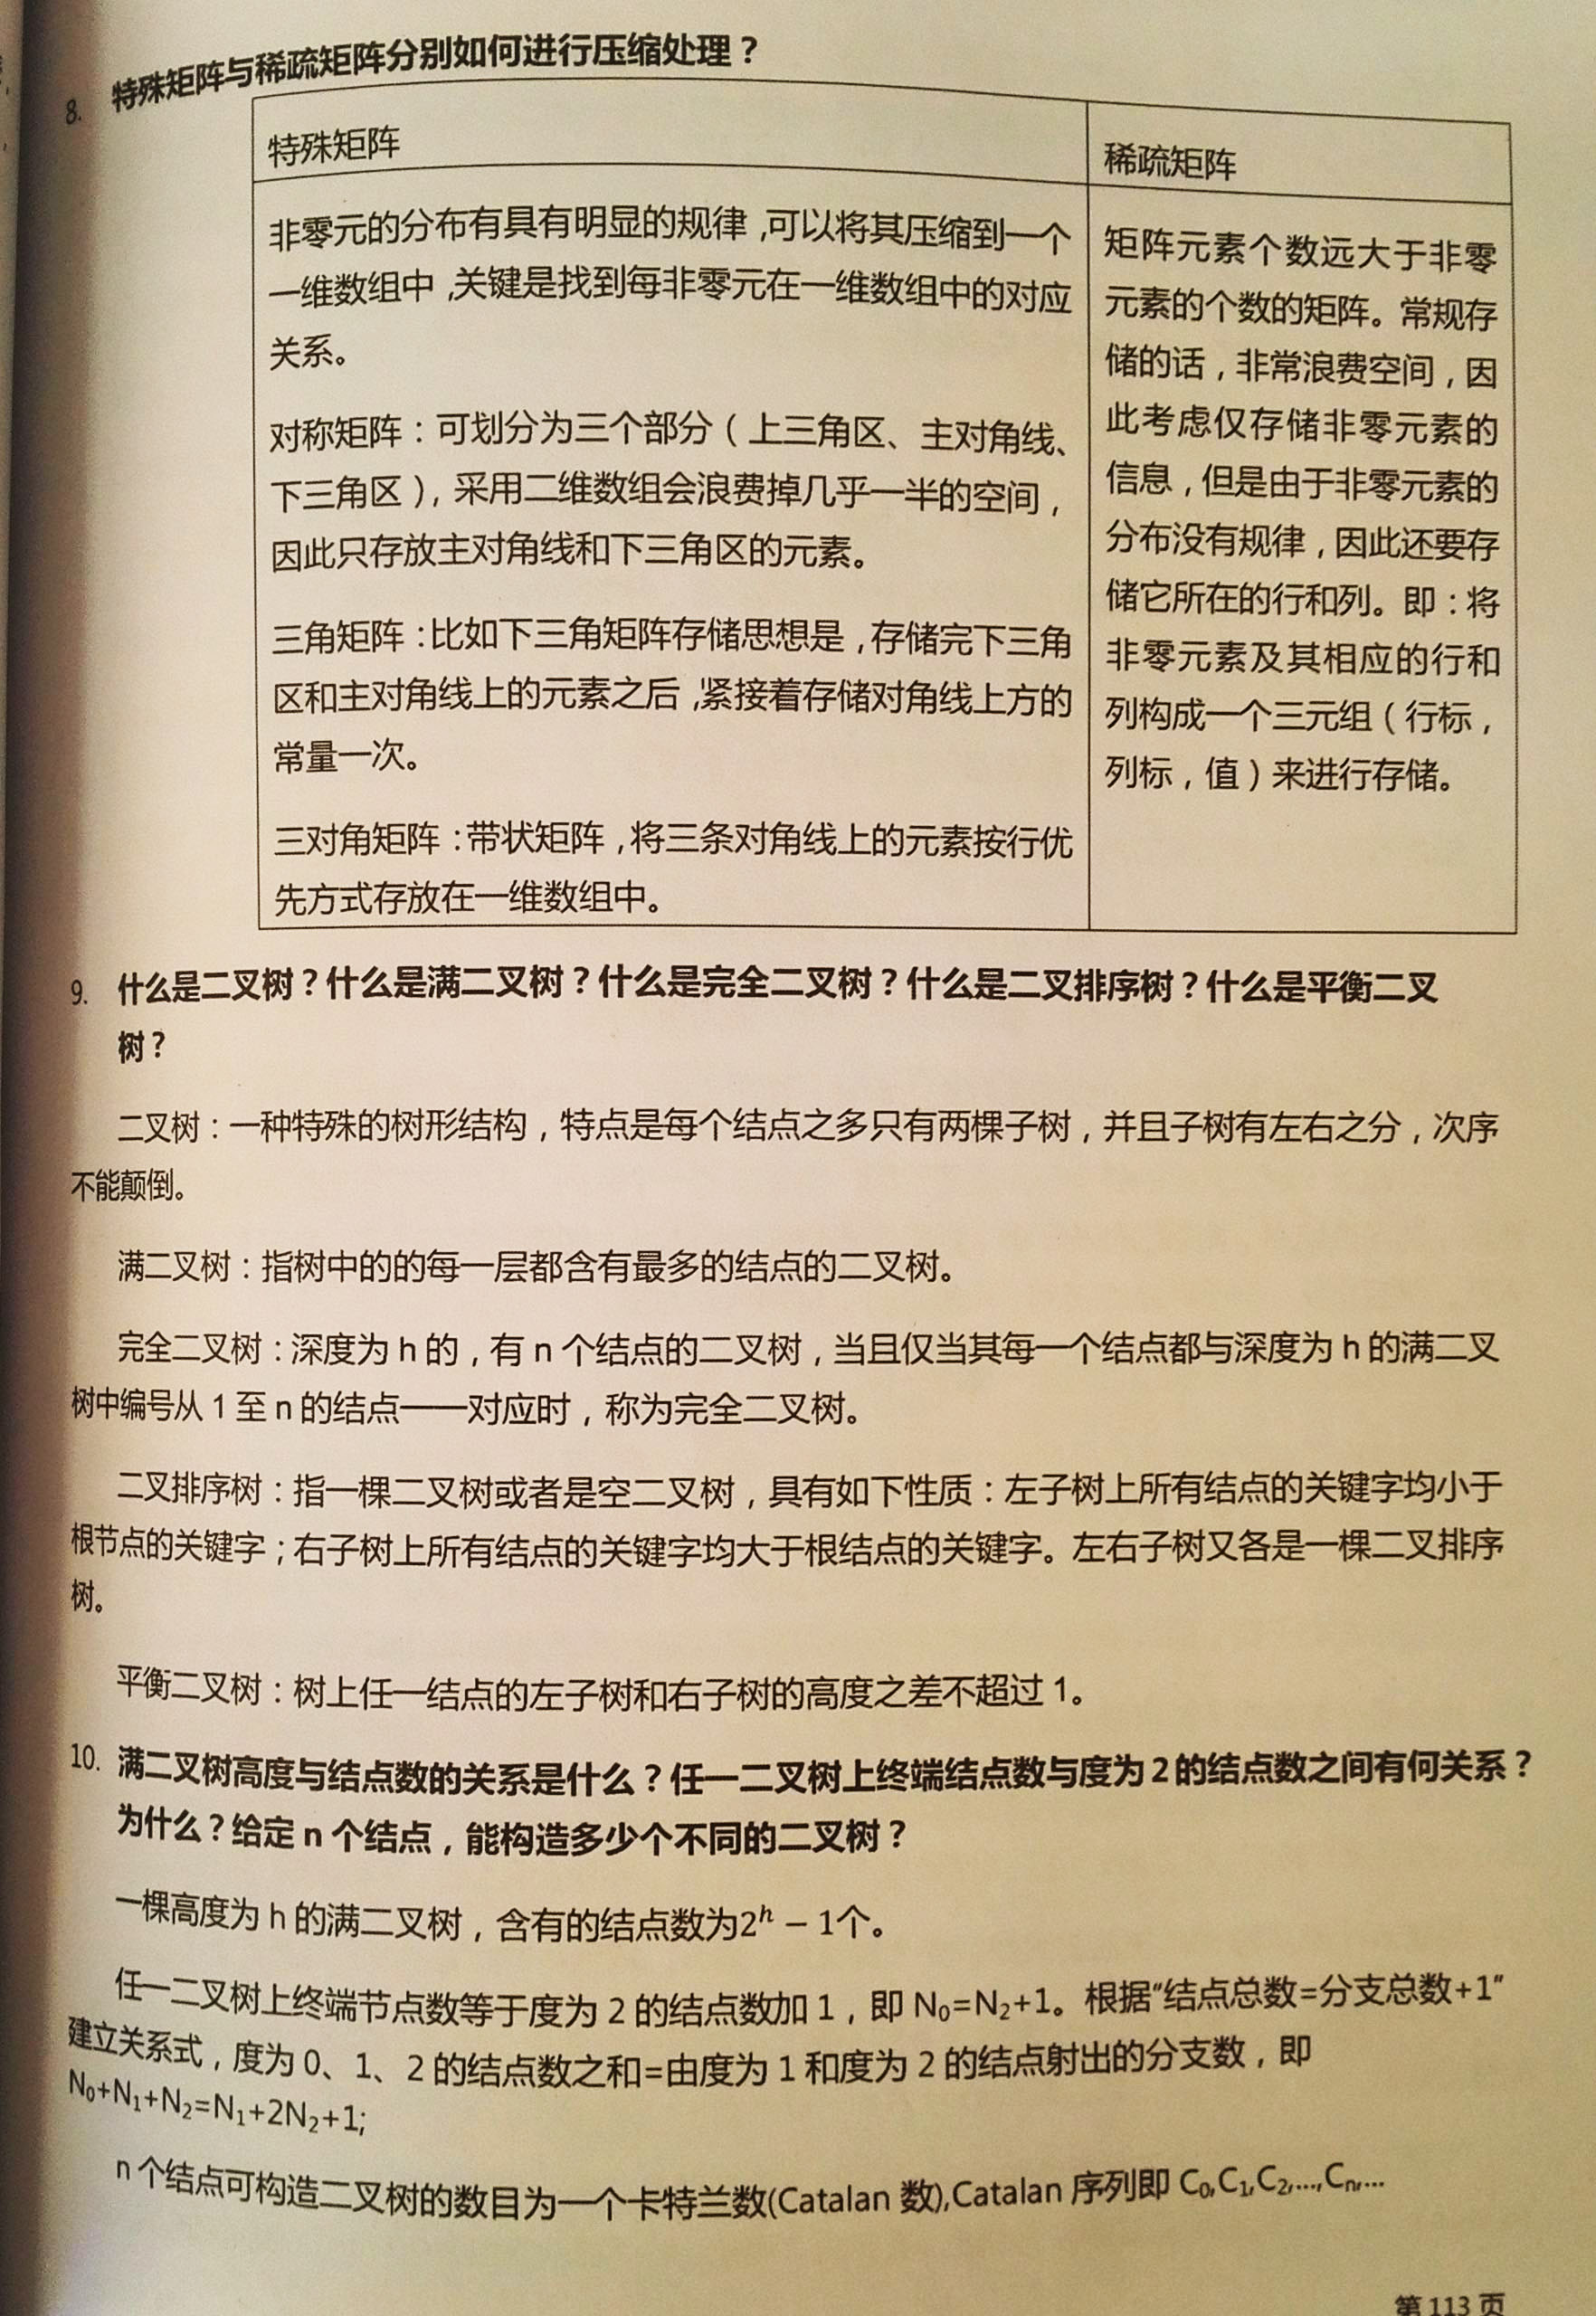 8. 特殊矩阵与稀疏矩阵分别如何进行压缩处理？
特殊矩阵
稀疏矩阵
非零元的分布有具有明显的规律,可以将其压缩到一个
一维数组中,关键是找到每非零元在一维数组中的对应
关系。
对称矩阵：可划分为三个部分（上三角区、主对角线、
下三角区），采用二维数组会浪费掉几乎一半的空间，
因此只存放主对角线和下三角区的元素。
三角矩阵：比如下三角矩阵存储思想是，存储完下三角
区和主对角线上的元素之后,紧接着存储对角线上方的
常量一次。
三对角矩阵：带状矩阵，将三条对角线上的元素按行优
先方式存放在一维数组中。
矩阵元素个数远大于非零
元素的个数的矩阵。常规存
储的话，非常浪费空间，因
此考虑仅存储非零元素的
信息，但是由于非零元素的
分布没有规律，因此还要存
储它所在的行和列。即：将
非零元素及其相应的行和
列构成一个三元组（行标，
列标，值）来进行存储。
9. 什么是二叉树？什么是满二叉树？什么是完全二叉树？什么是二叉排序树？什么是平衡二叉
树？
二叉树：一种特殊的树形结构，特点是每个结点之多只有两棵子树，并且子树有左右之分，次序
不能颠倒。
满二叉树：指树中的的每一层都含有最多的结点的二叉树。
完全二叉树：深度为 h 的，有 n 个结点的二叉树，当且仅当其每一个结点都与深度为 h 的满二叉
树中编号从 1 至 n 的结点一一对应时，称为完全二叉树。
二叉排序树：指一棵二叉树或者是空二叉树，具有如下性质：左子树上所有结点的关键字均小于
根节点的关键字；右子树上所有结点的关键字均大于根结点的关键字。左右子树又各是一棵二叉排序
树。
平衡二叉树：树上任一结点的左子树和右子树的高度之差不超过 1。
10. 满二叉树高度与结点数的关系是什么？任一二叉树上终端结点数与度为 2 的结点数之间有何关系？
为什么？给定 n 个结点，能构造多少个不同的二叉树？
一棵高度为 h 的满二叉树，含有的结点数为2ʰ − 1个。
任一二叉树上终端节点数等于度为 2 的结点数加 1，即 N₀=N₂+1。根据“结点总数=分支总数+1”
建立关系式，度为 0、1、2 的结点数之和=由度为 1 和度为 2 的结点射出的分支数，即
N₀+N₁+N₂=N₁+2N₂+1;
n 个结点可构造二叉树的数目为一个卡特兰数(Catalan 数),Catalan 序列即 C₀,C₁,C₂,...,Cₙ,...
第 113 页